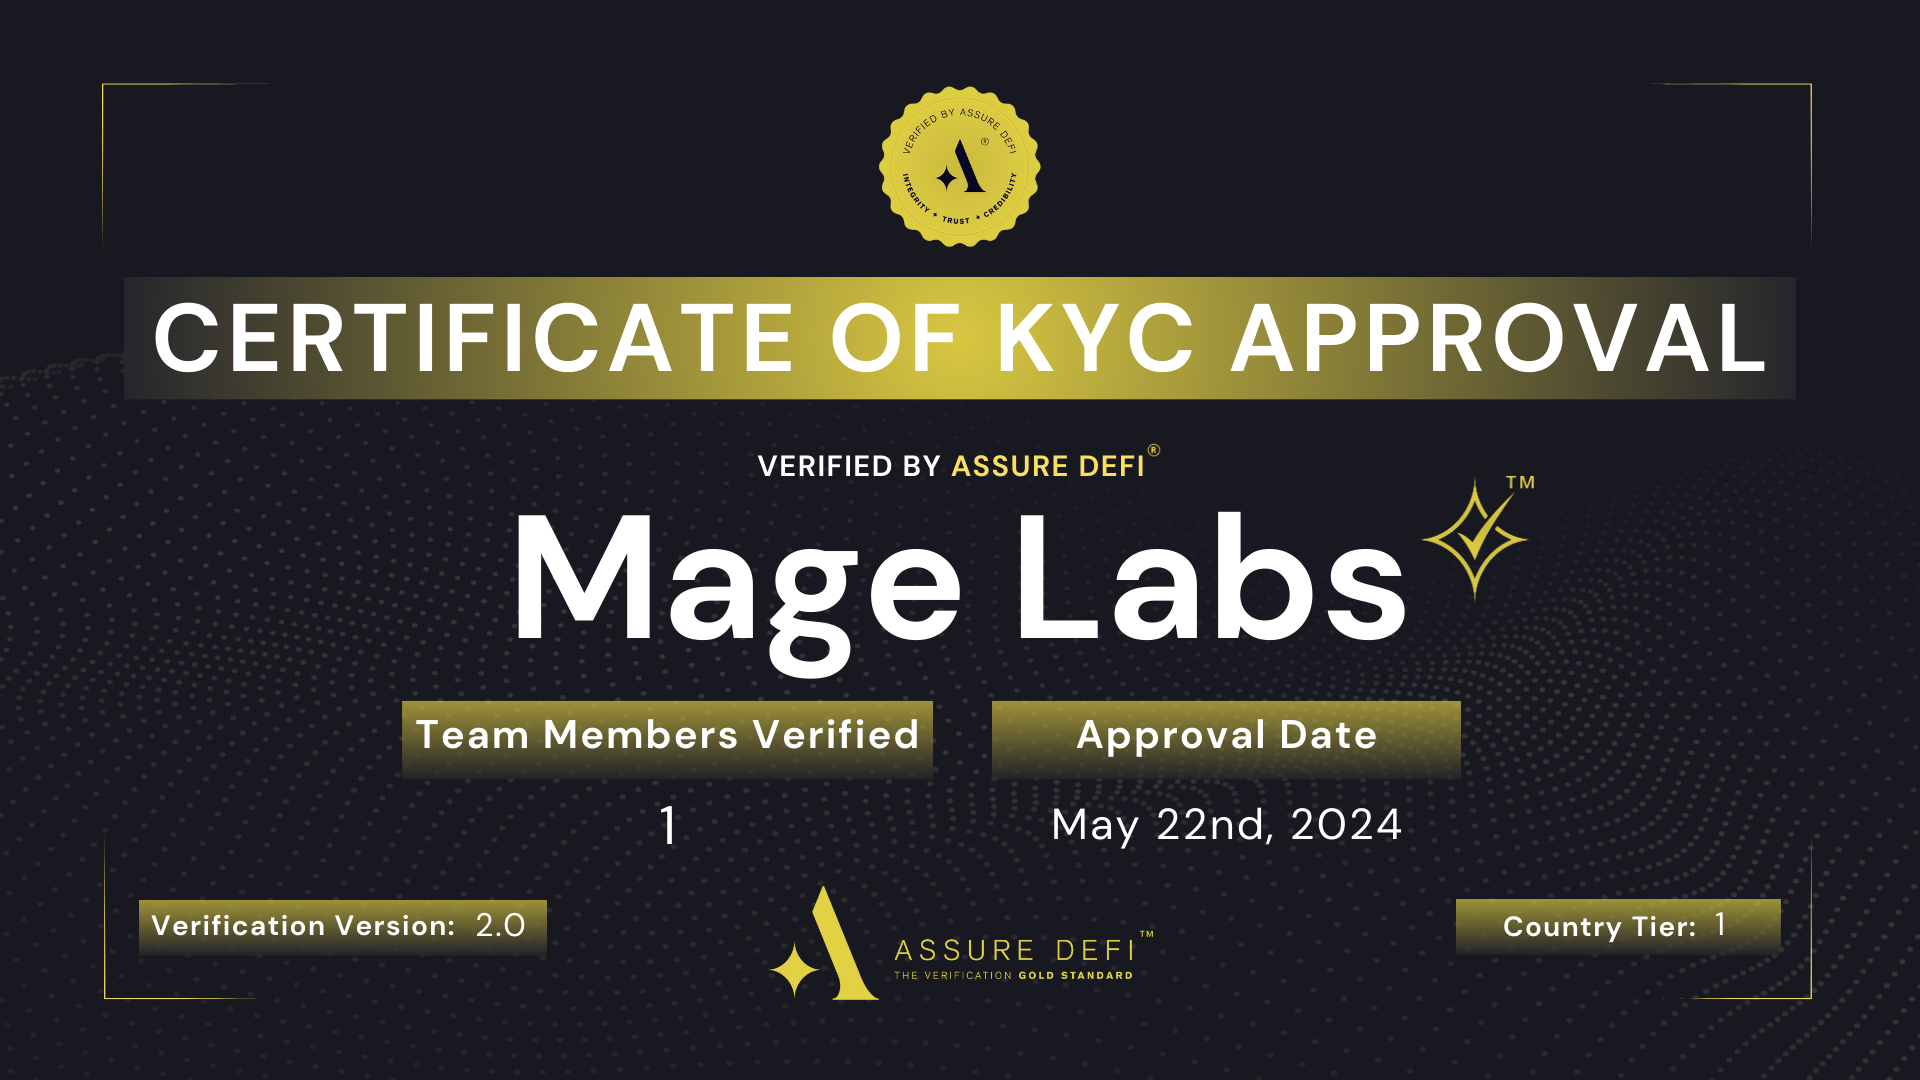 VERIFIED BY ASSURE DEFI
®
INTEGRITY ✦ TRUST ✦ CREDIBILITY
CERTIFICATE OF KYC APPROVAL
VERIFIED BY ASSURE DEFI®
Mage Labs
TM
Team Members Verified
Approval Date
1
May 22nd, 2024
Verification Version: 2.0
ASSURE DEFI™
THE VERIFICATION GOLD STANDARD
Country Tier: 1